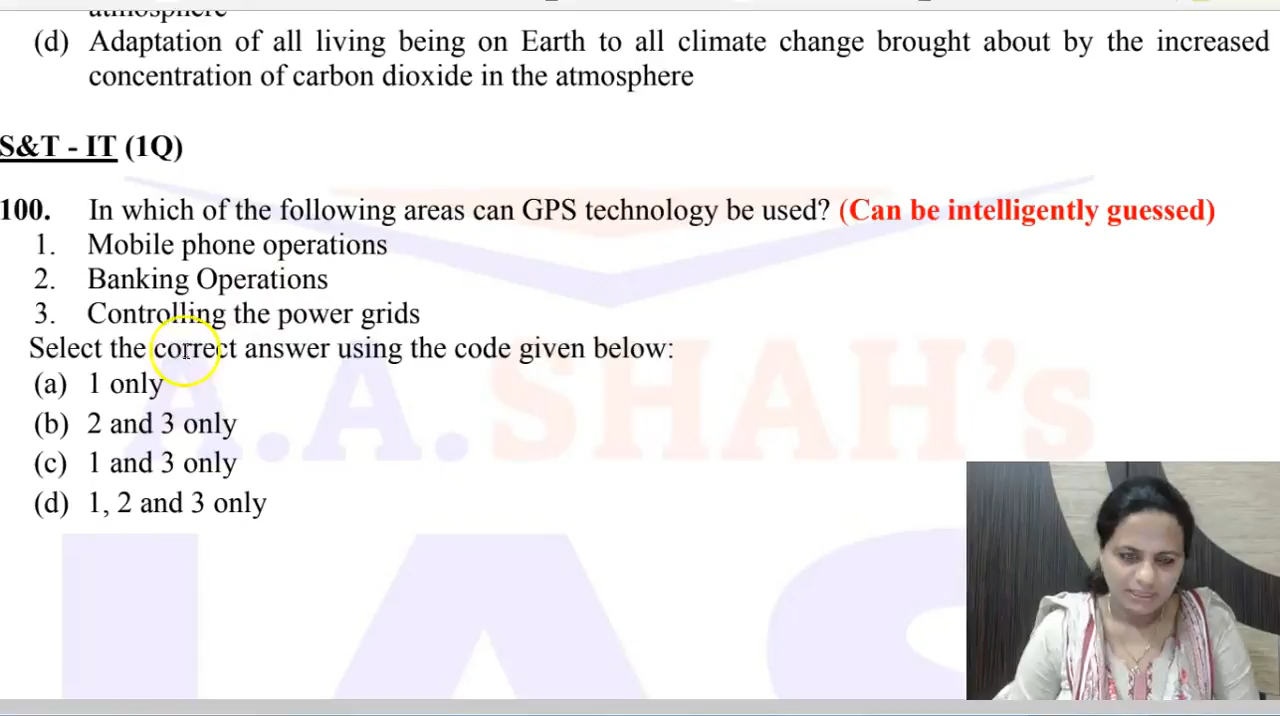 atmosphere
(d) Adaptation of all living being on Earth to all climate change brought about by the increased
concentration of carbon dioxide in the atmosphere
S&T - IT (1Q)
100. In which of the following areas can GPS technology be used? (Can be intelligently guessed)
1. Mobile phone operations
2. Banking Operations
3. Controlling the power grids
Select the correct answer using the code given below:
(a) 1 only
(b) 2 and 3 only
(c) 1 and 3 only
(d) 1, 2 and 3 only
A.A.SHAH's
IAS